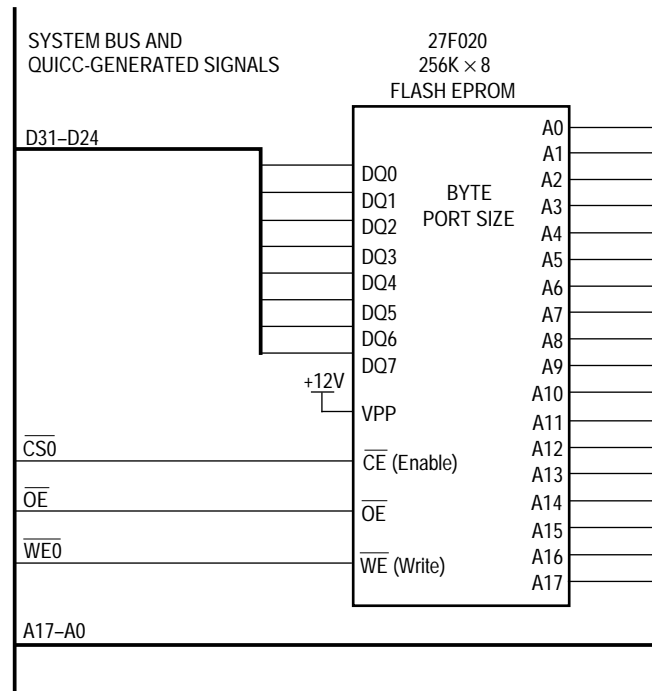 SYSTEM BUS AND
QUICC-GENERATED SIGNALS
27F020
256K × 8
FLASH EPROM
D31–D24
DQ0
DQ1
DQ2
DQ3
DQ4
DQ5
DQ6
DQ7
BYTE
PORT SIZE
+12V
VPP
CS0
CE (Enable)
OE
OE
WE0
WE (Write)
A0
A1
A2
A3
A4
A5
A6
A7
A8
A9
A10
A11
A12
A13
A14
A15
A16
A17
A17–A0